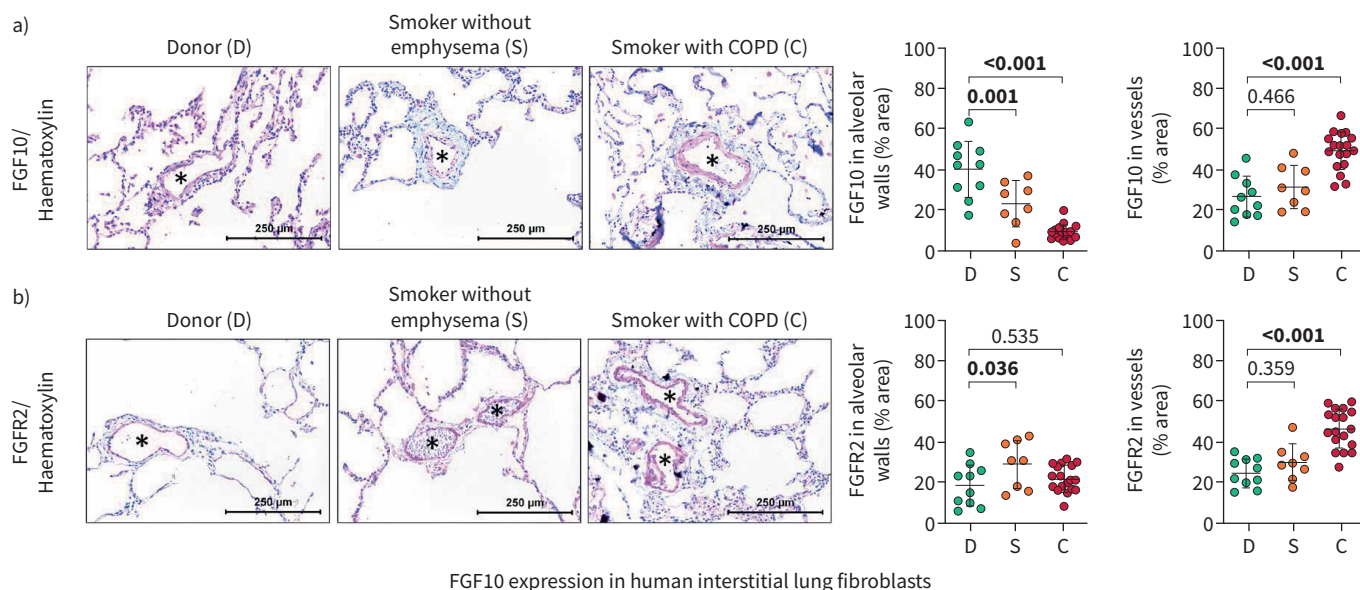 a)
Donor (D)
Smoker without
emphysema (S)
Smoker with COPD (C)
FGF10/
Haematoxylin
*
250 µm
*
250 µm
*
250 µm
FGF10 in alveolar
walls (% area)
100
80
60
40
20
0
<0.001
0.001
D S C
FGF10 in vessels
(% area)
100
80
60
40
20
0
<0.001
0.466
D S C
b)
Donor (D)
Smoker without
emphysema (S)
Smoker with COPD (C)
FGFR2/
Haematoxylin
*
250 µm
*
*
250 µm
*
*
250 µm
FGFR2 in alveolar
walls (% area)
100
80
60
40
20
0
0.535
0.036
D S C
FGFR2 in vessels
(% area)
100
80
60
40
20
0
<0.001
0.359
D S C
FGF10 expression in human interstitial lung fibroblasts